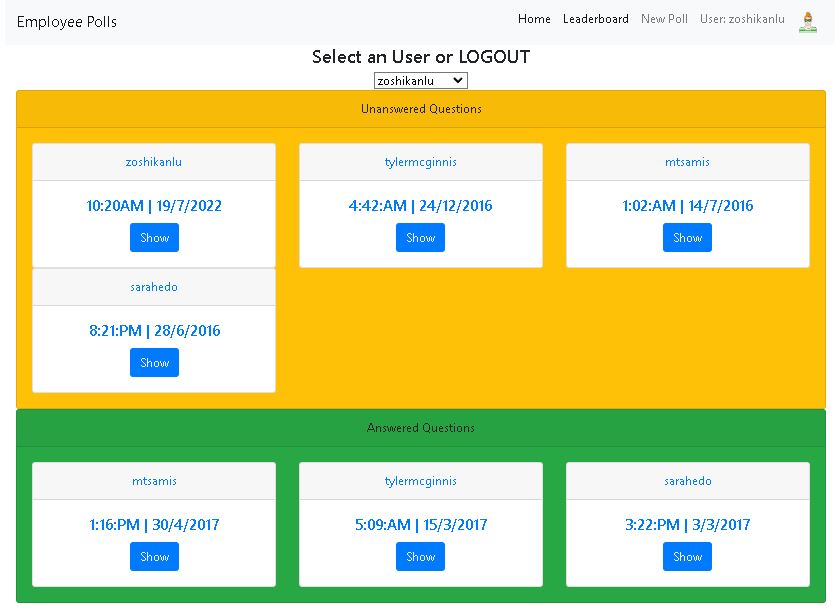 Employee Polls
Home Leaderboard New Poll User: zoshikanlu
Select an User or LOGOUT
zoshikanlu
Unanswered Questions
zoshikanlu
10:20AM | 19/7/2022
Show
tylermcginnis
4:42:AM | 24/12/2016
Show
mtsamis
1:02:AM | 14/7/2016
Show
sarahedo
8:21:PM | 28/6/2016
Show
Answered Questions
mtsamis
1:16:PM | 30/4/2017
Show
tylermcginnis
5:09:AM | 15/3/2017
Show
sarahedo
3:22:PM | 3/3/2017
Show